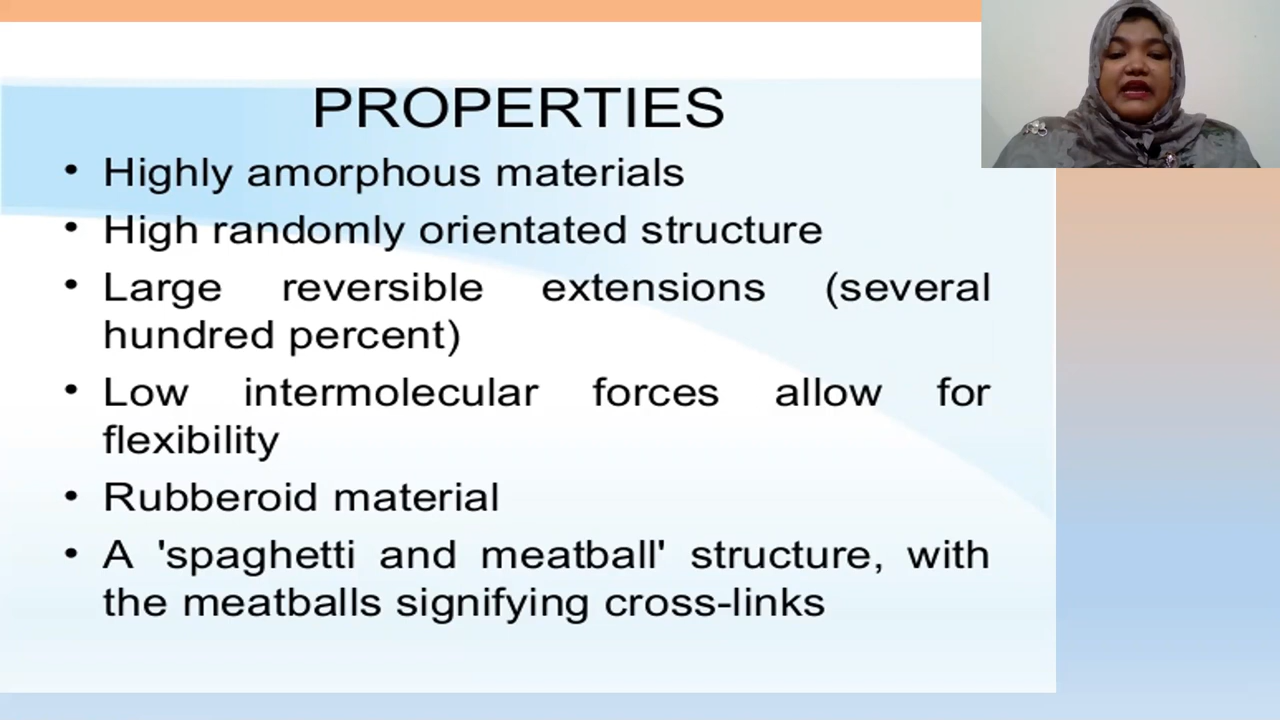 PROPERTIES
• Highly amorphous materials
• High randomly orientated structure
• Large reversible extensions (several
hundred percent)
• Low intermolecular forces allow for
flexibility
• Rubberoid material
• A 'spaghetti and meatball' structure, with
the meatballs signifying cross-links